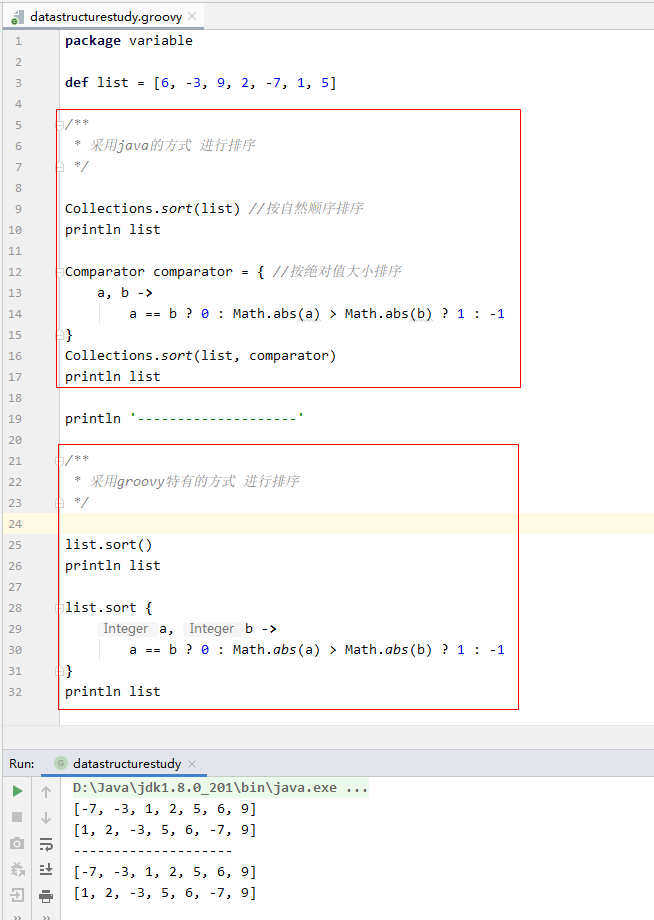 datastructurestudy.groovy
1 package variable
2
3 def list = [6, -3, 9, 2, -7, 1, 5]
4
5 /**
6 * 采用java的方式 进行排序
7 */
8
9 Collections.sort(list) //按自然顺序排序
10 println list
11
12 Comparator comparator = { //按绝对值大小排序
13 a, b ->
14 a == b ? 0 : Math.abs(a) > Math.abs(b) ? 1 : -1
15 }
16 Collections.sort(list, comparator)
17 println list
18
19 println '--------------------'
20
21 /**
22 * 采用groovy特有的方式 进行排序
23 */
24
25 list.sort()
26 println list
27
28 list.sort {
29 Integer a, Integer b ->
30 a == b ? 0 : Math.abs(a) > Math.abs(b) ? 1 : -1
31 }
32 println list
Run: G datastructurestudy
D:\Java\jdk1.8.0_201\bin\java.exe ...
[-7, -3, 1, 2, 5, 6, 9]
[1, 2, -3, 5, 6, -7, 9]
--------------------
[-7, -3, 1, 2, 5, 6, 9]
[1, 2, -3, 5, 6, -7, 9]